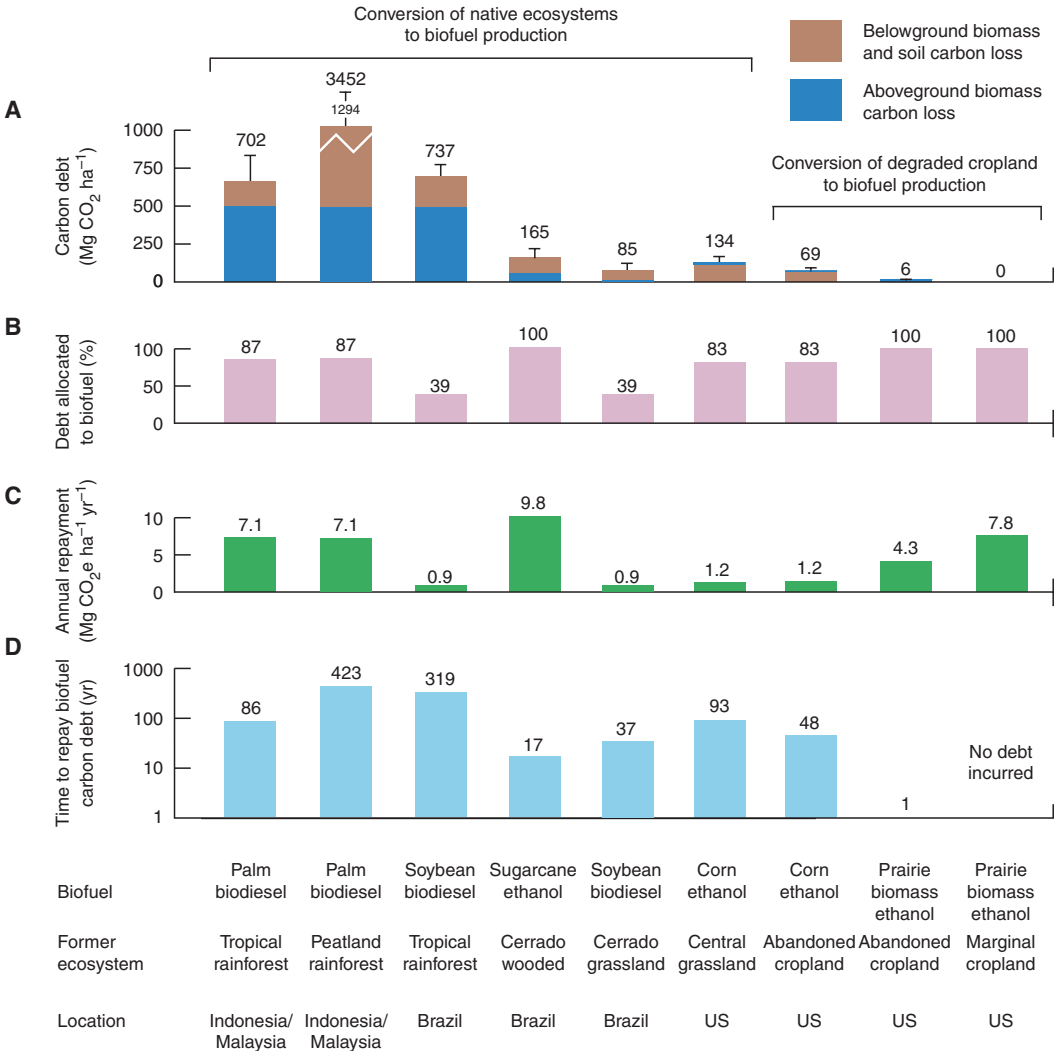 Conversion of native ecosystems
to biofuel production
Belowground biomass
and soil carbon loss
Aboveground biomass
carbon loss
Conversion of degraded cropland
to biofuel production
A
Carbon debt
(Mg CO2 ha−1)
1000
750
500
250
0
702
3452
1294
737
165
85
134
69
6
0
B
Debt allocated
to biofuel (%)
100
50
0
87
87
39
100
39
83
83
100
100
C
Annual repayment
(Mg CO2e ha−1 yr−1)
10
5
0
7.1
7.1
0.9
9.8
0.9
1.2
1.2
4.3
7.8
D
Time to repay biofuel
carbon debt (yr)
1000
100
10
1
86
423
319
17
37
93
48
1
No debt
incurred
Biofuel
Palm
biodiesel
Palm
biodiesel
Soybean
biodiesel
Sugarcane
ethanol
Soybean
biodiesel
Corn
ethanol
Corn
ethanol
Prairie
biomass
ethanol
Prairie
biomass
ethanol
Former
ecosystem
Tropical
rainforest
Peatland
rainforest
Tropical
rainforest
Cerrado
wooded
Cerrado
grassland
Central
grassland
Abandoned
cropland
Abandoned
cropland
Marginal
cropland
Location
Indonesia/
Malaysia
Indonesia/
Malaysia
Brazil
Brazil
Brazil
US
US
US
US